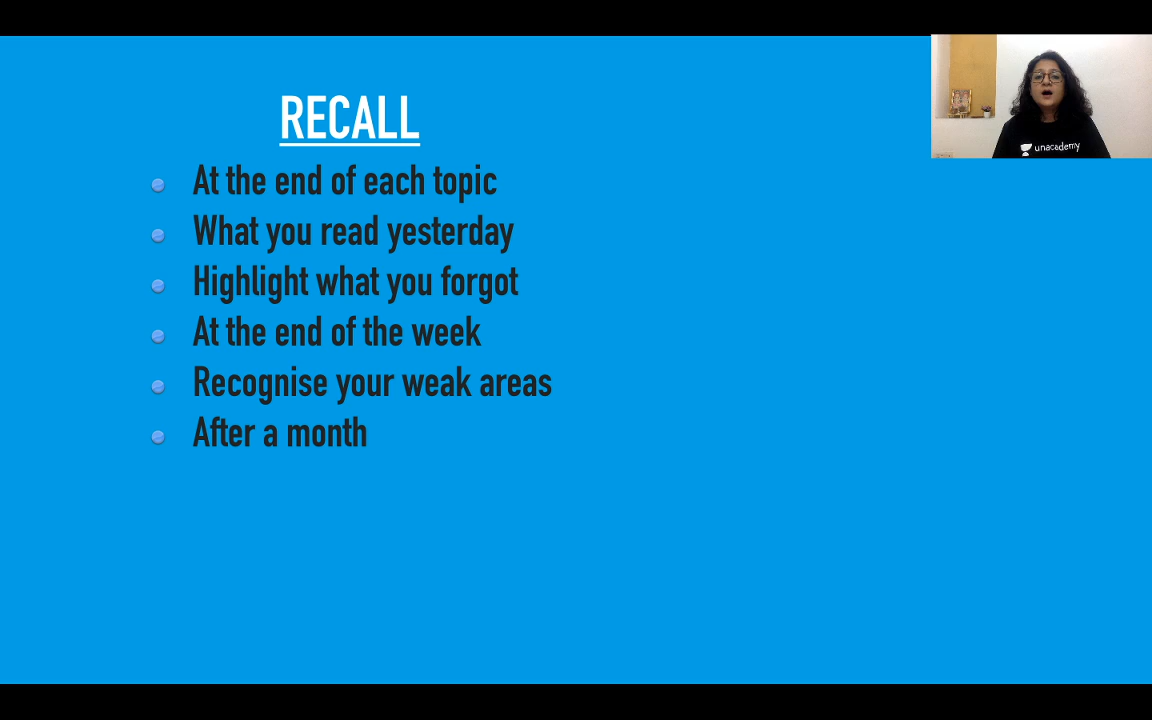 RECALL
At the end of each topic
What you read yesterday
Highlight what you forgot
At the end of the week
Recognise your weak areas
After a month
unacademy